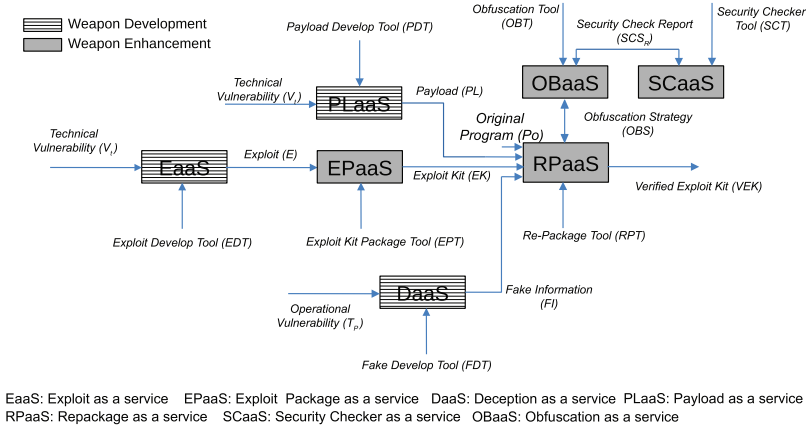 Weapon Development
Weapon Enhancement
Payload Develop Tool (PDT)
Obfuscation Tool
(OBT)
Security Check Report
(SCS_R)
Security Checker
Tool (SCT)
OBaaS
SCaaS
Technical
Vulnerability (V_t)
PLaaS
Payload (PL)
Original
Program (Po)
Obfuscation Strategy
(OBS)
Technical
Vulnerability (V_t)
EaaS
Exploit (E)
EPaaS
Exploit Kit (EK)
RPaaS
Verified Exploit Kit (VEK)
Exploit Develop Tool (EDT)
Exploit Kit Package Tool (EPT)
Re-Package Tool (RPT)
DaaS
Fake Information
(FI)
Operational
Vulnerability (T_P)
Fake Develop Tool (FDT)
EaaS: Exploit as a service EPaaS: Exploit Package as a service DaaS: Deception as a service PLaaS: Payload as a service
RPaaS: Repackage as a service SCaaS: Security Checker as a service OBaaS: Obfuscation as a service